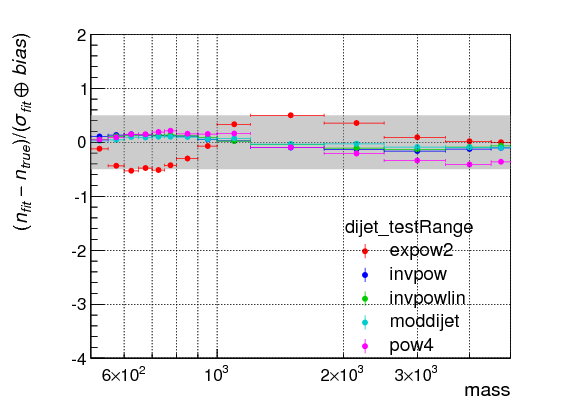 (n_fit − n_true)/(σ_fit ⊕ bias)
2
1
0
-1
-2
-3
-4
dijet_testRange
expow2
invpow
invpowlin
moddijet
pow4
6×10² 10³ 2×10³ 3×10³
mass